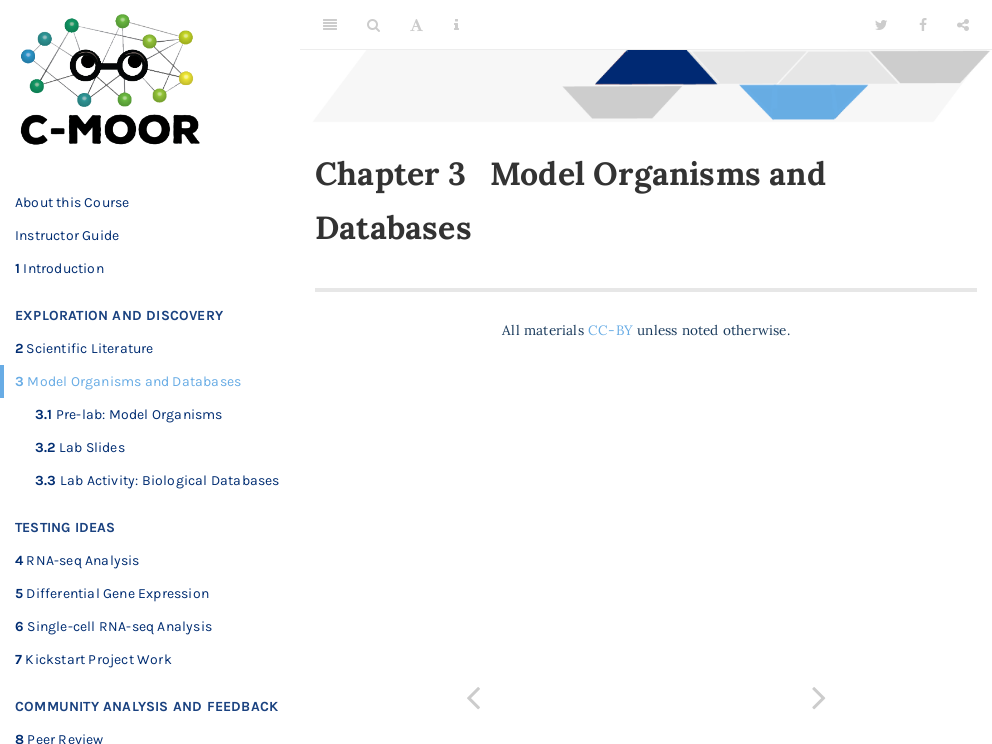 C-MOOR
About this Course
Instructor Guide
1 Introduction
EXPLORATION AND DISCOVERY
2 Scientific Literature
3 Model Organisms and Databases
3.1 Pre-lab: Model Organisms
3.2 Lab Slides
3.3 Lab Activity: Biological Databases
TESTING IDEAS
4 RNA-seq Analysis
5 Differential Gene Expression
6 Single-cell RNA-seq Analysis
7 Kickstart Project Work
COMMUNITY ANALYSIS AND FEEDBACK
8 Peer Review
Chapter 3 Model Organisms and
Databases
All materials CC-BY unless noted otherwise.